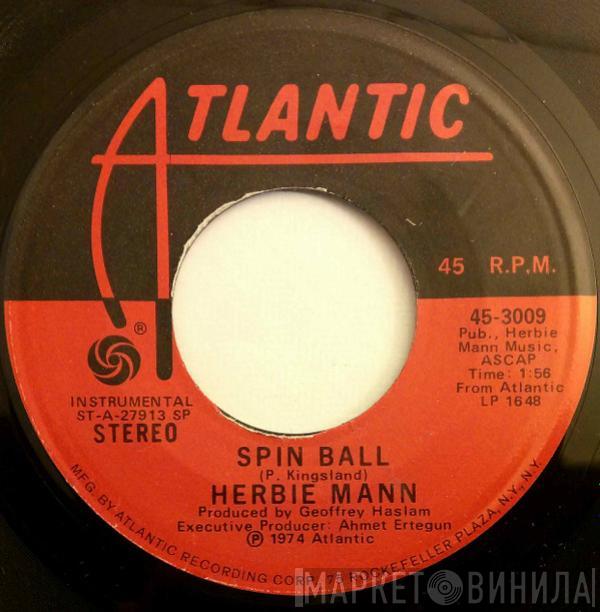 ATLANTIC
45 R.P.M.
®
45-3009
Pub., Herbie
Mann Music,
ASCAP
Time: 1:56
From Atlantic
LP 1648
INSTRUMENTAL
ST-A-27913 SP
STEREO
SPIN BALL
(P. Kingsland)
HERBIE MANN
Produced by Geoffrey Haslam
Executive Producer: Ahmet Ertegun
℗ 1974 Atlantic
MFG. BY ATLANTIC RECORDING CORP., 75 ROCKEFELLER PLAZA, N.Y., N.Y.
МАРКЕТ ВИНИЛА